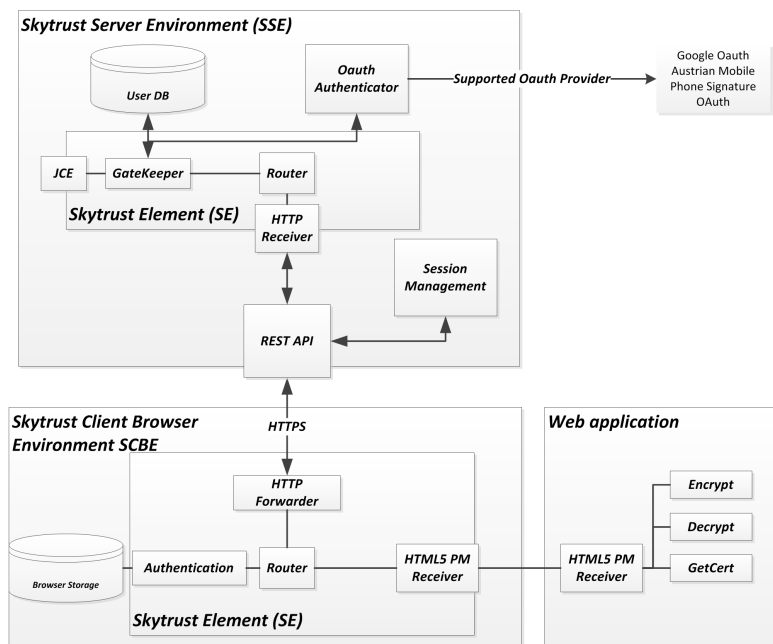 Skytrust Server Environment (SSE)
User DB
Oauth
Authenticator
Supported Oauth Provider
Google Oauth
Austrian Mobile
Phone Signature
OAuth
JCE
GateKeeper
Router
Skytrust Element (SE)
HTTP
Receiver
Session
Management
REST API
HTTPS
Skytrust Client Browser
Environment SCBE
HTTP
Forwarder
Browser Storage
Authentication
Router
HTML5 PM
Receiver
Skytrust Element (SE)
Web application
HTML5 PM
Receiver
Encrypt
Decrypt
GetCert